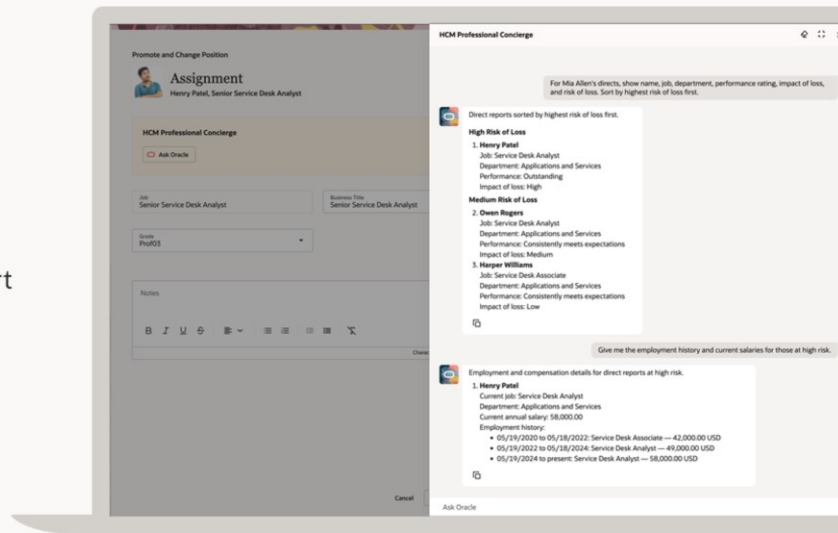 rt
Promote and Change Position
Assignment
Henry Patel, Senior Service Desk Analyst
HCM Professional Concierge
Ask Oracle
Job
Senior Service Desk Analyst
Business Title
Senior Service Desk Analyst
Grade
Prof03
Notes
B I U S
Charac
Cancel
HCM Professional Concierge
For Mia Allen's directs, show name, job, department, performance rating, impact of loss,
and risk of loss. Sort by highest risk of loss first.
Direct reports sorted by highest risk of loss first.
High Risk of Loss
1. Henry Patel
Job: Service Desk Analyst
Department: Applications and Services
Performance: Outstanding
Impact of loss: High
Medium Risk of Loss
2. Owen Rogers
Job: Service Desk Analyst
Department: Applications and Services
Performance: Consistently meets expectations
Impact of loss: Medium
3. Harper Williams
Job: Service Desk Associate
Department: Applications and Services
Performance: Consistently meets expectations
Impact of loss: Low
Give me the employment history and current salaries for those at high risk.
Employment and compensation details for direct reports at high risk.
1. Henry Patel
Current job: Service Desk Analyst
Department: Applications and Services
Current annual salary: 58,000.00
Employment history:
• 05/19/2020 to 05/18/2022: Service Desk Associate — 42,000.00 USD
• 05/19/2022 to 05/18/2024: Service Desk Analyst — 49,000.00 USD
• 05/19/2024 to present: Service Desk Analyst — 58,000.00 USD
Ask Oracle